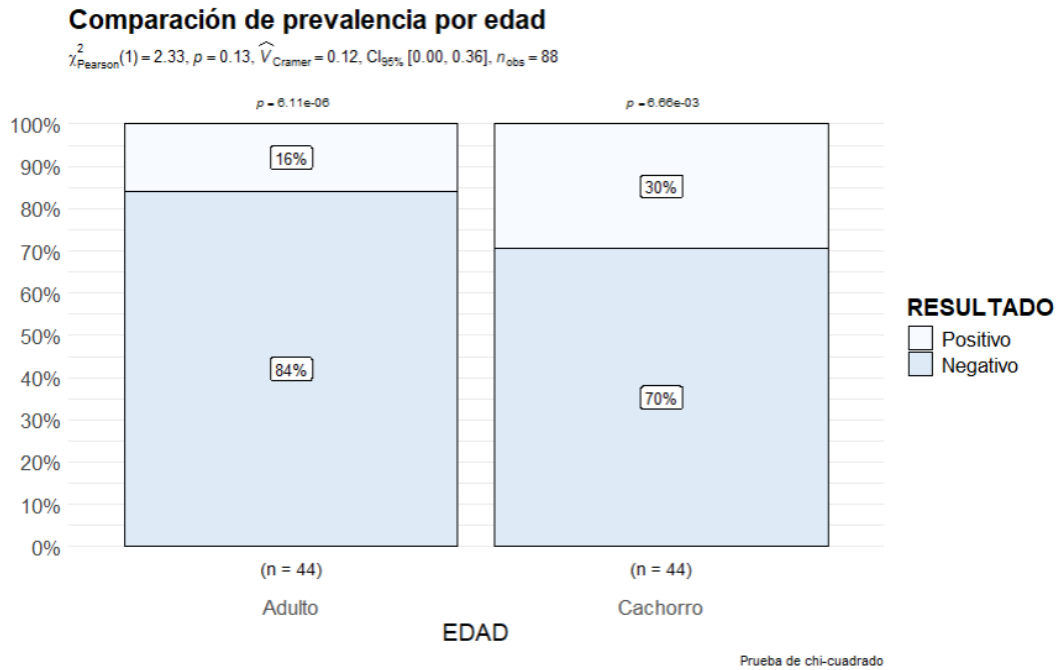 Comparación de prevalencia por edad
χ²Pearson(1) = 2.33, p = 0.13, V̂Cramer = 0.12, CI95% [0.00, 0.36], nobs = 88
p = 6.11e-06
p = 6.66e-03
100%
90%
80%
70%
60%
50%
40%
30%
20%
10%
0%
16%
30%
84%
70%
RESULTADO
Positivo
Negativo
(n = 44)
(n = 44)
Adulto
Cachorro
EDAD
Prueba de chi-cuadrado